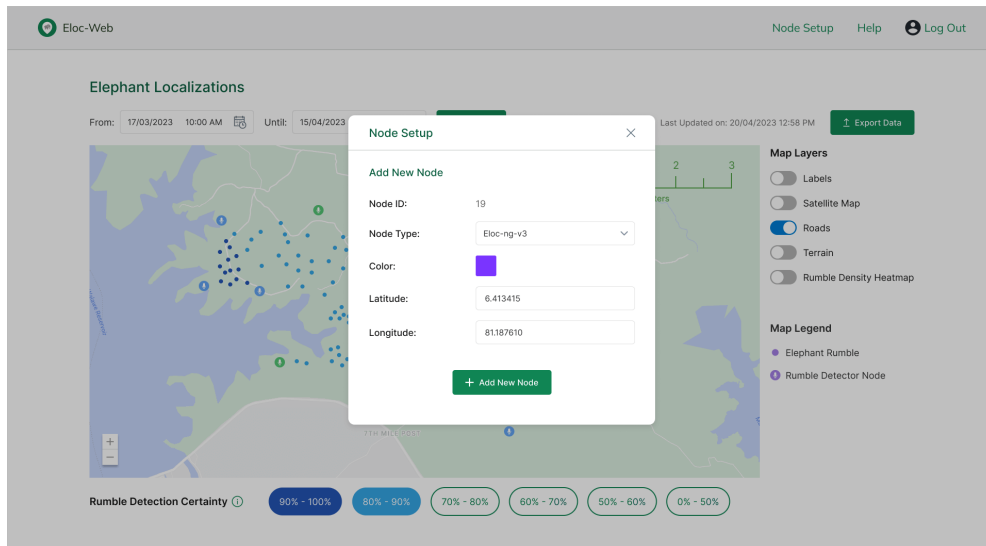 Eloc-Web
Node Setup Help Log Out
Elephant Localizations
From: 17/03/2023 10:00 AM Until: 15/04/2023 Last Updated on: 20/04/2023 12:58 PM Export Data
Node Setup
Add New Node
Node ID: 19
Node Type: Eloc-ng-v3
Color:
Latitude: 6.413415
Longitude: 81.187610
Add New Node
2 3
Map Layers
Labels
Satellite Map
Roads
Terrain
Rumble Density Heatmap
Map Legend
Elephant Rumble
Rumble Detector Node
+
−
Rumble Detection Certainty 90% - 100% 80% - 90% 70% - 80% 60% - 70% 50% - 60% 0% - 50%